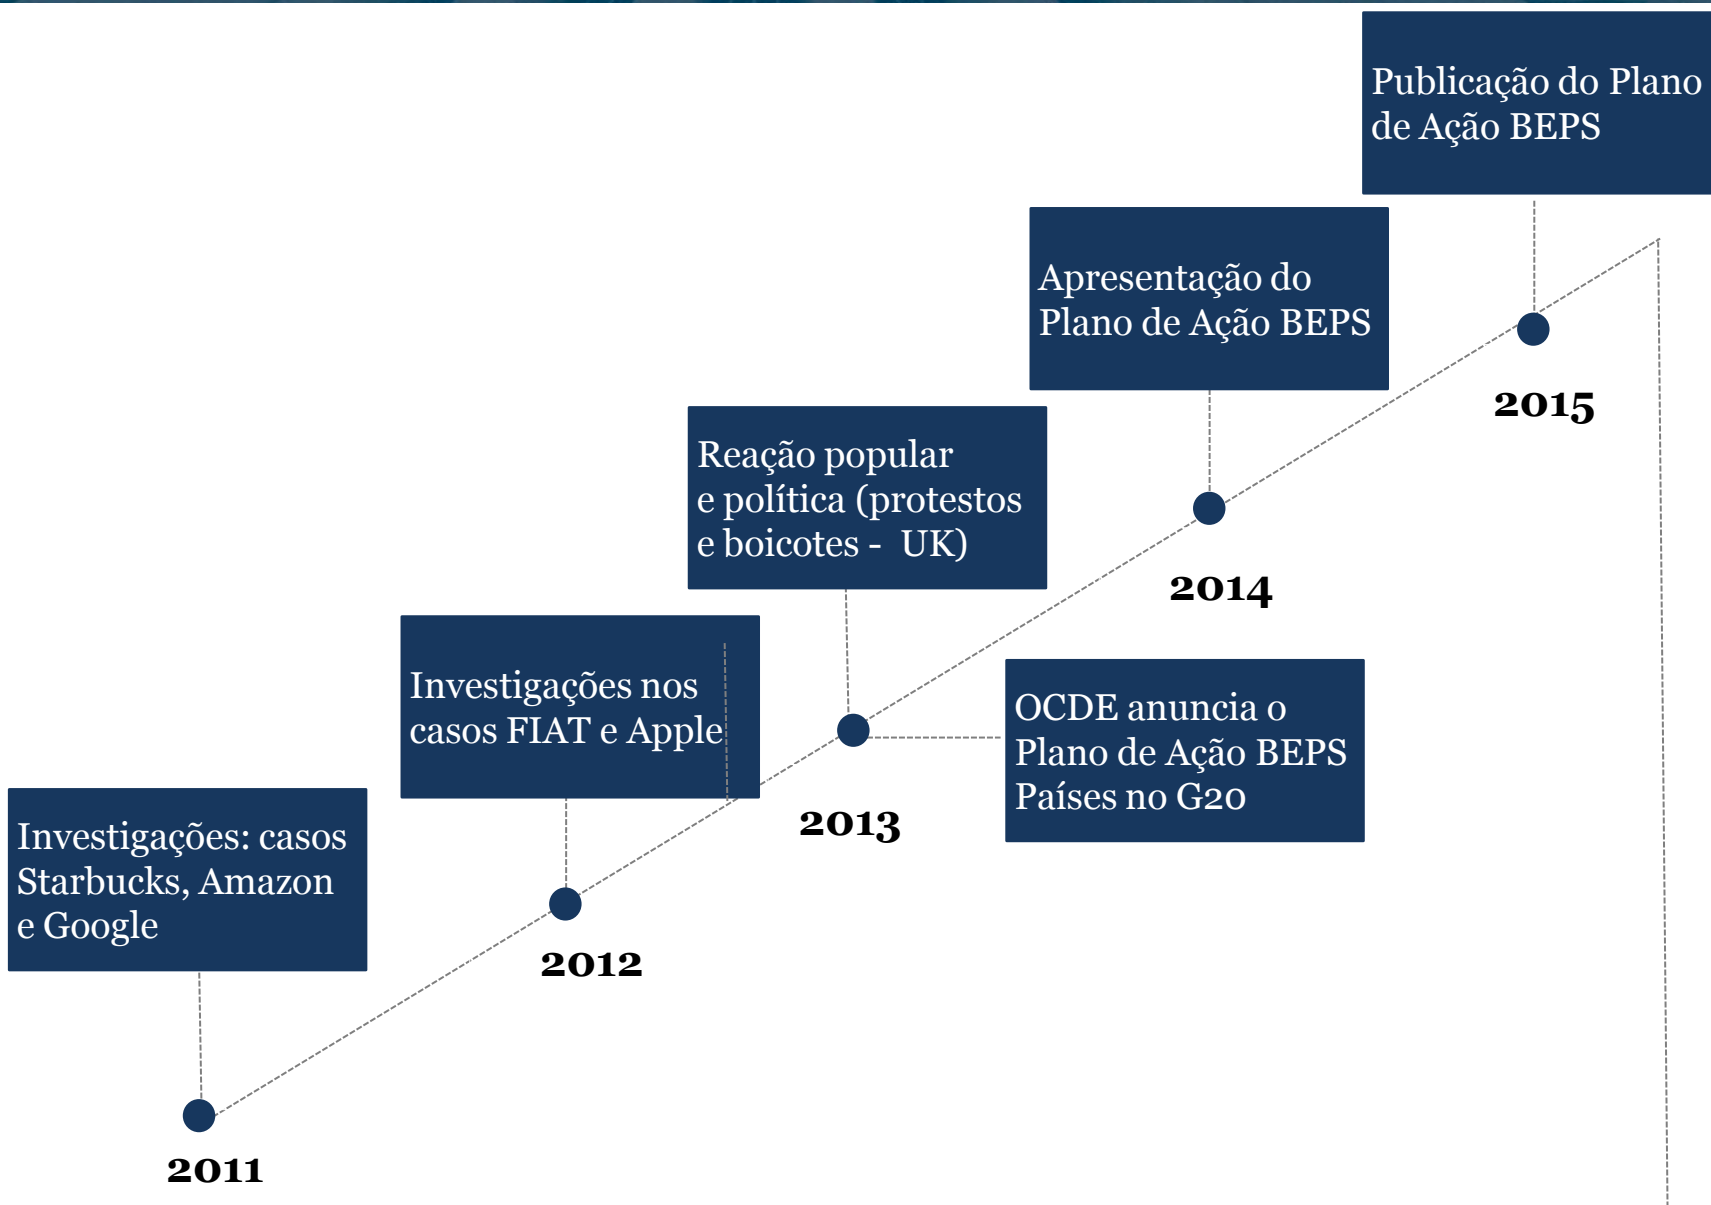 Publicação do Plano
de Ação BEPS
Apresentação do
Plano de Ação BEPS
2015
Reação popular
e política (protestos
e boicotes -  UK)
2014
Investigações nos
casos FIAT e Apple
OCDE anuncia o
Plano de Ação BEPS
Países no G20
2013
Investigações: casos
Starbucks, Amazon
e Google
2012
2011